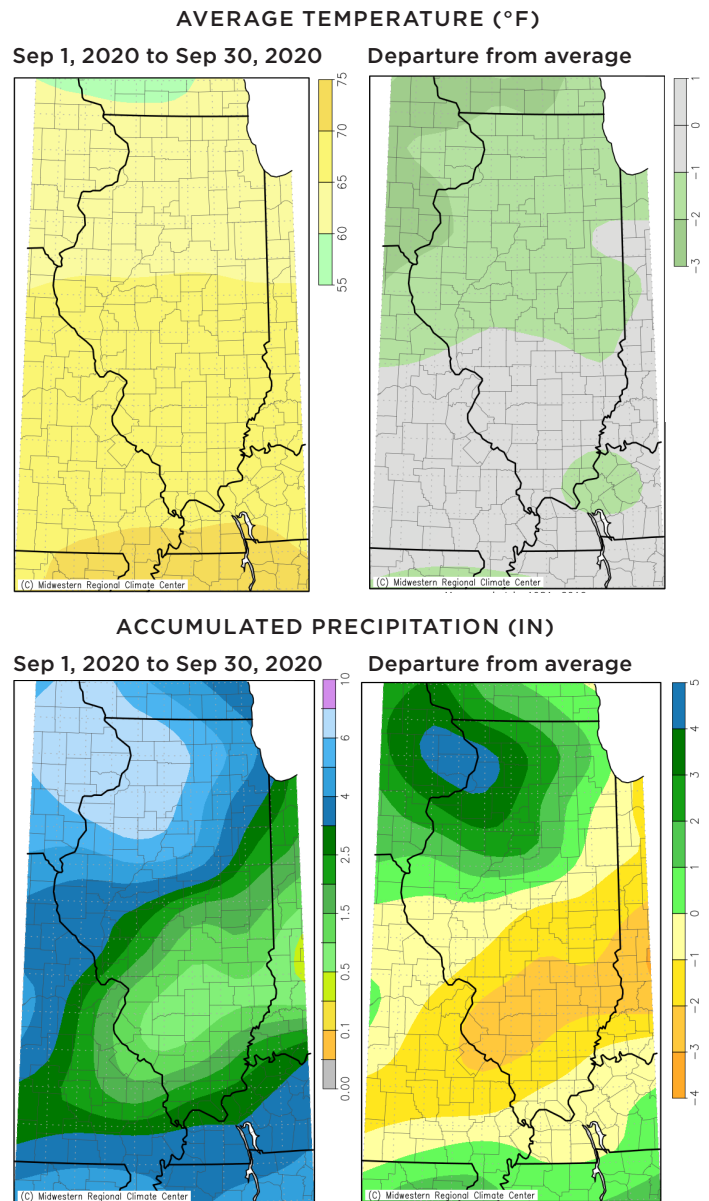 AVERAGE TEMPERATURE (°F)
Sep 1, 2020 to Sep 30, 2020
Departure from average
75
70
65
60
55
1
0
−1
−2
−3
(C) Midwestern Regional Climate Center
(C) Midwestern Regional Climate Center
ACCUMULATED PRECIPITATION (IN)
Sep 1, 2020 to Sep 30, 2020
Departure from average
10
6
4
2.5
1.5
0.5
0.1
0.00
5
4
3
2
1
0
−1
−2
−3
−4
(C) Midwestern Regional Climate Center
(C) Midwestern Regional Climate Center